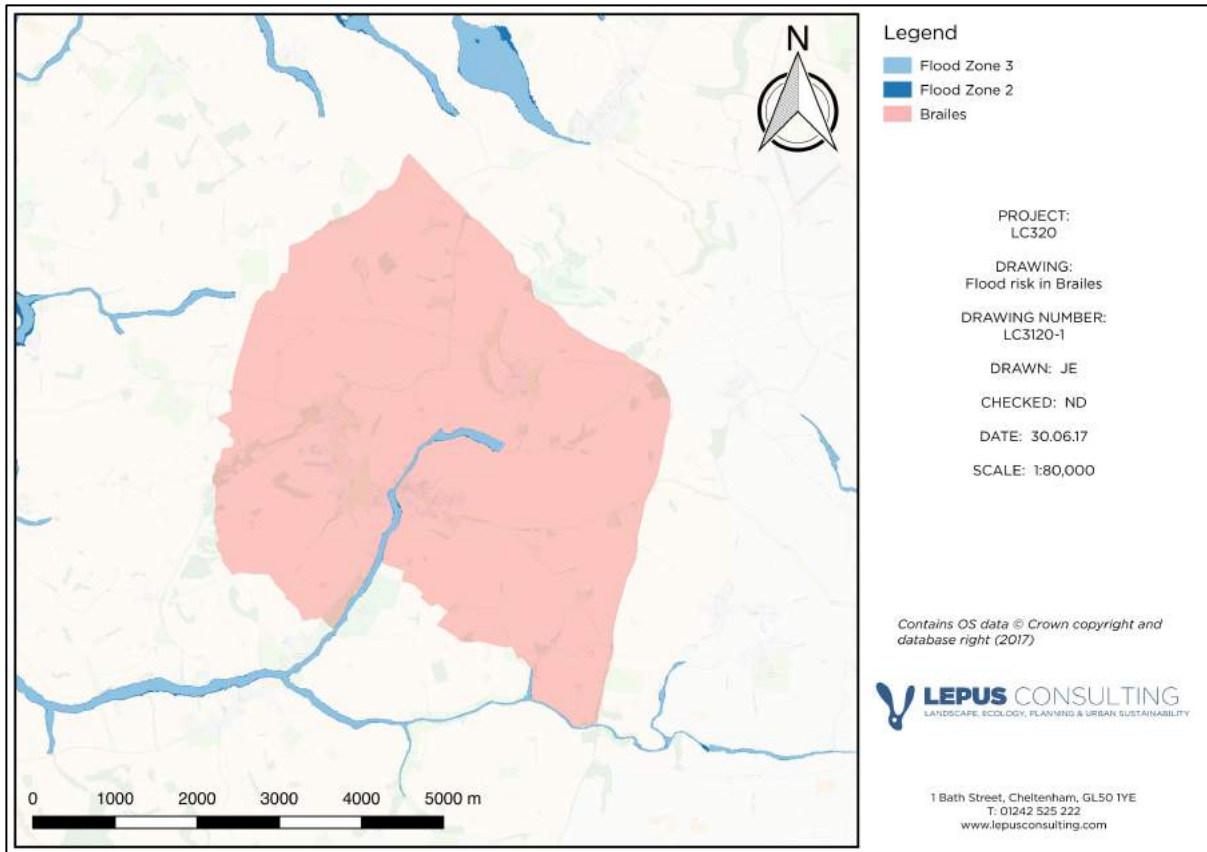 N
0 1000 2000 3000 4000 5000 m
Legend
Flood Zone 3
Flood Zone 2
Brailes
PROJECT:
LC320
DRAWING:
Flood risk in Brailes
DRAWING NUMBER:
LC3120-1
DRAWN: JE
CHECKED: ND
DATE: 30.06.17
SCALE: 1:80,000
Contains OS data © Crown copyright and
database right (2017)
LEPUS CONSULTING
LANDSCAPE, ECOLOGY, PLANNING & URBAN SUSTAINABILITY
1 Bath Street, Cheltenham, GL50 1YE
T: 01242 525 222
www.lepusconsulting.com